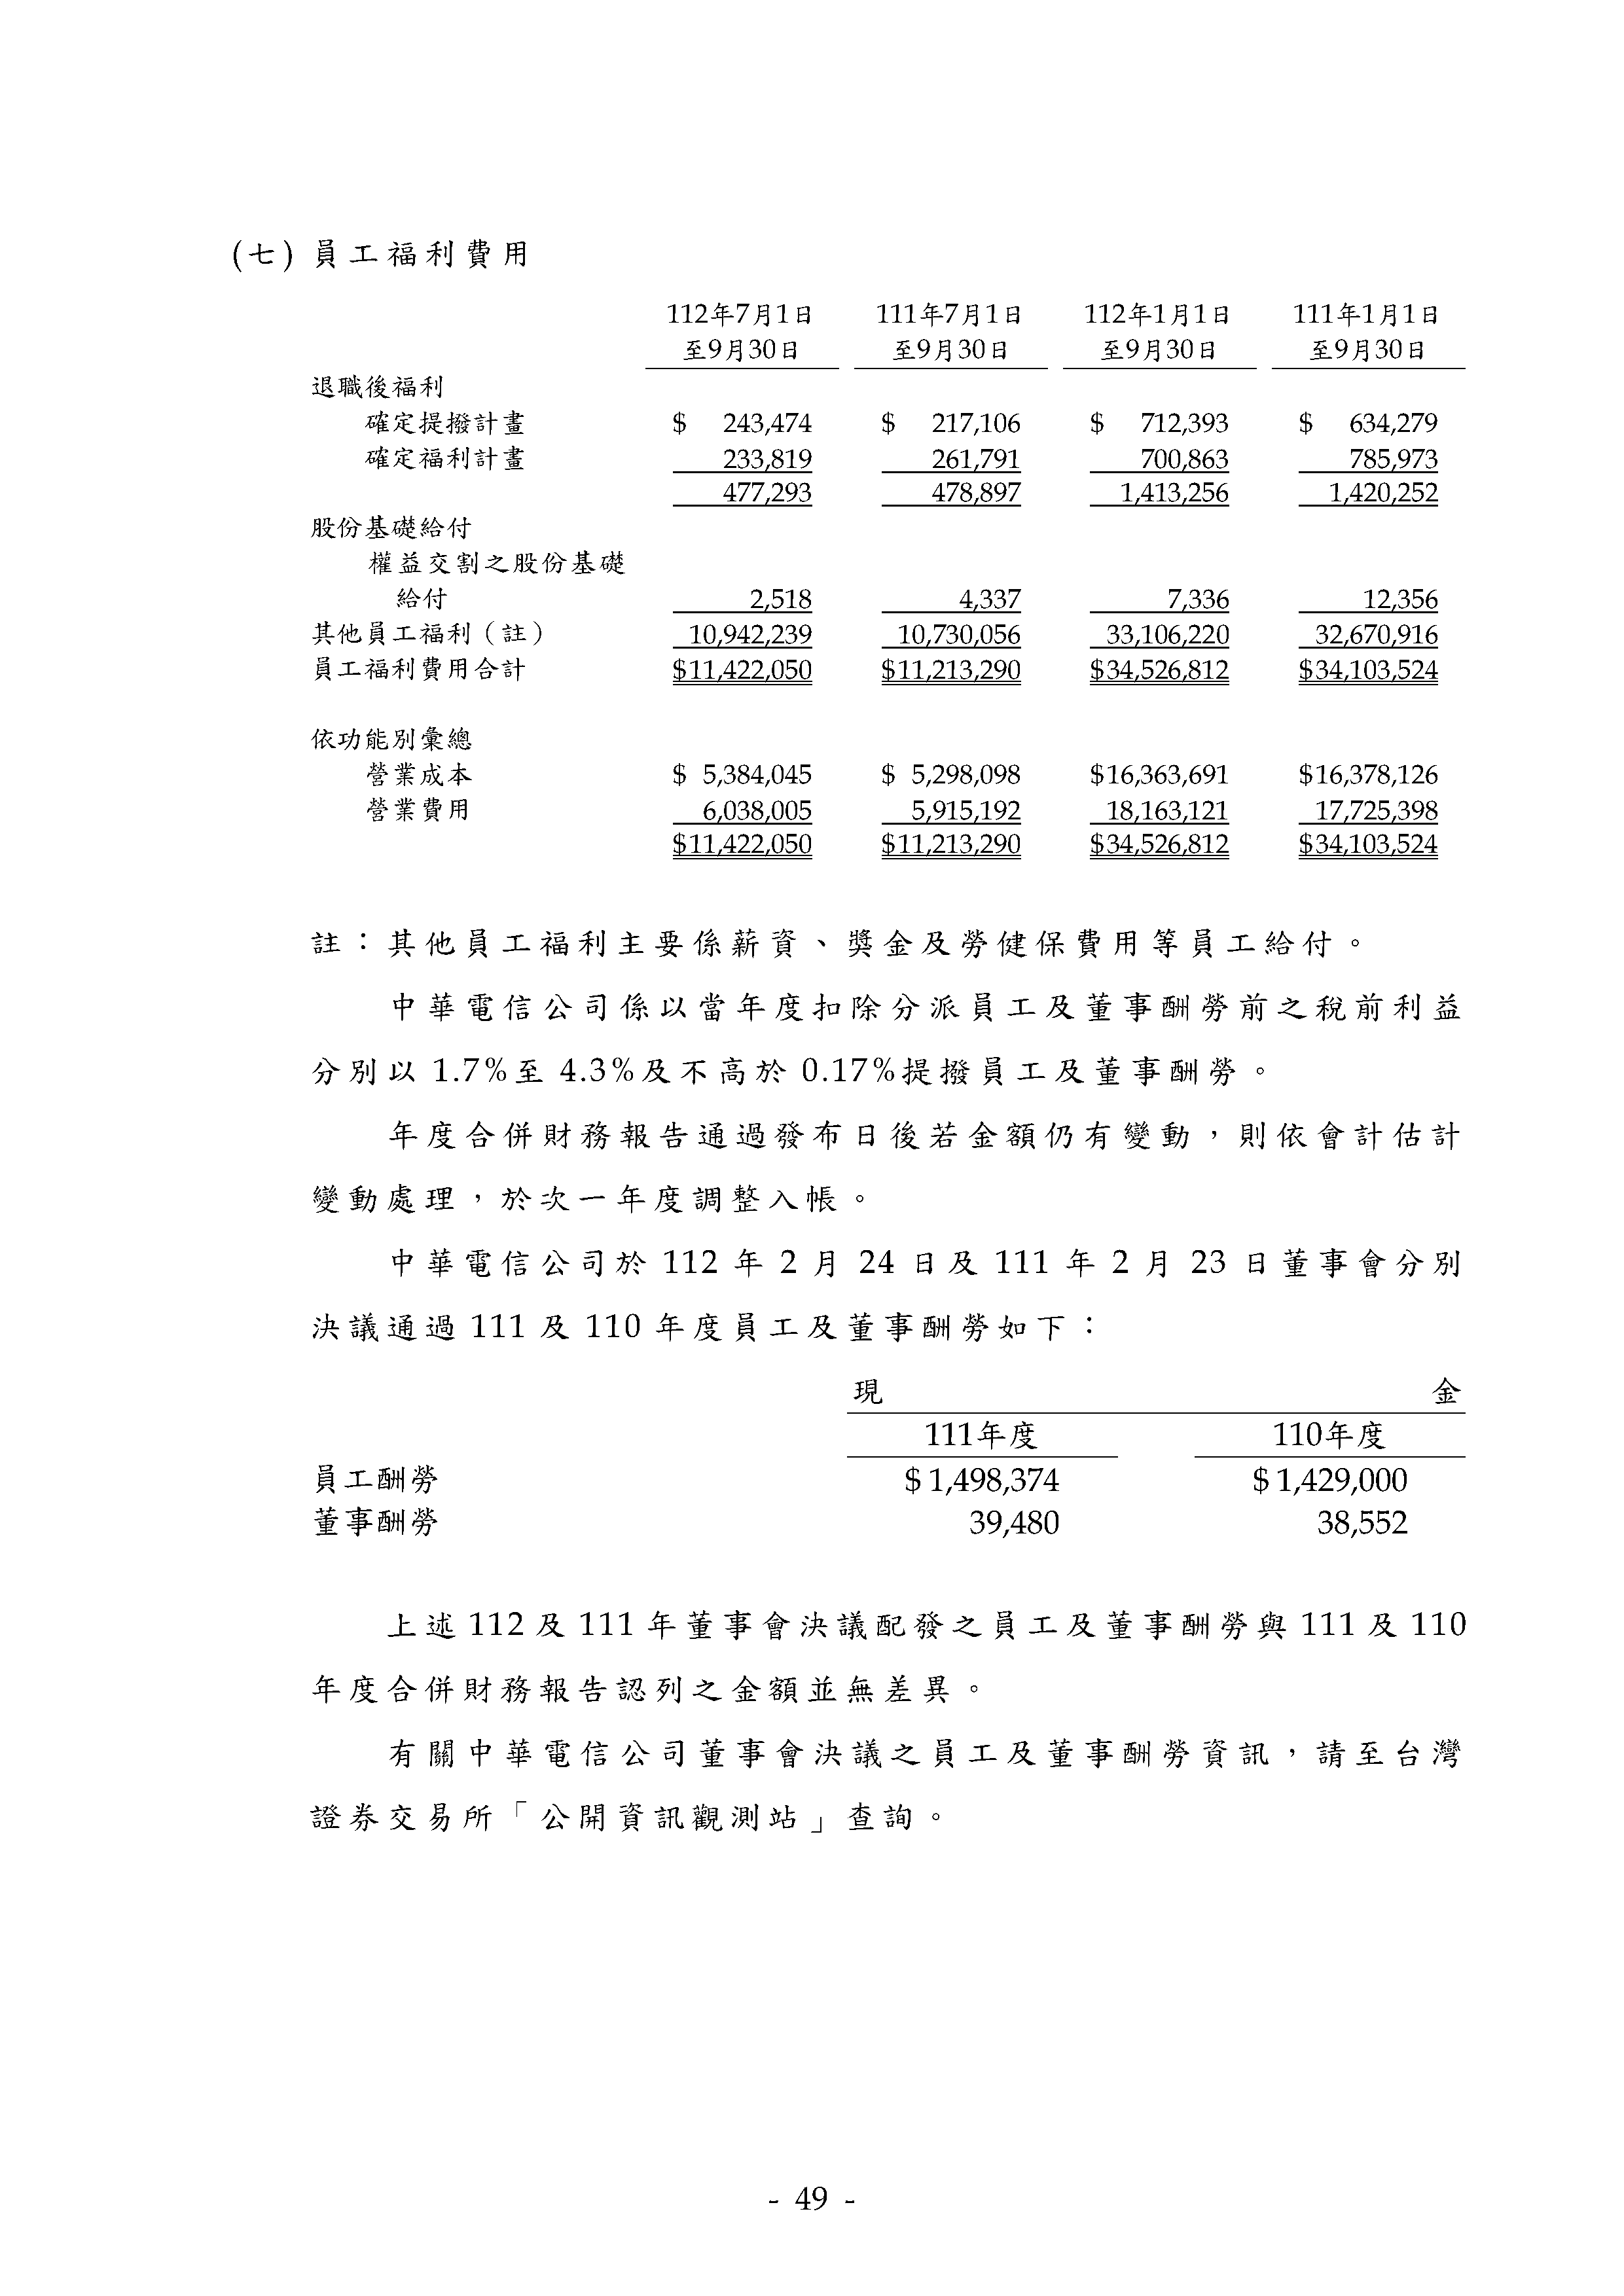 (七) 員工福利費用
112年7月1日 111年7月1日 112年1月1日 111年1月1日
至9月30日 至9月30日 至9月30日 至9月30日
退職後福利
確定提撥計畫 $ 243,474 $ 217,106 $ 712,393 $ 634,279
確定福利計畫 233,819 261,791 700,863 785,973
477,293 478,897 1,413,256 1,420,252
股份基礎給付
權益交割之股份基礎
給付 2,518 4,337 7,336 12,356
其他員工福利（註） 10,942,239 10,730,056 33,106,220 32,670,916
員工福利費用合計 $11,422,050 $11,213,290 $34,526,812 $34,103,524
依功能別彙總
營業成本 $ 5,384,045 $ 5,298,098 $16,363,691 $16,378,126
營業費用 6,038,005 5,915,192 18,163,121 17,725,398
$11,422,050 $11,213,290 $34,526,812 $34,103,524
註：其他員工福利主要係薪資、獎金及勞健保費用等員工給付。
中華電信公司係以當年度扣除分派員工及董事酬勞前之稅前利益
分別以 1.7%至 4.3%及不高於 0.17%提撥員工及董事酬勞。
年度合併財務報告通過發布日後若金額仍有變動，則依會計估計
變動處理，於次一年度調整入帳。
中華電信公司於 112 年 2 月 24 日及 111 年 2 月 23 日董事會分別
決議通過 111 及 110 年度員工及董事酬勞如下：
現 金
111年度 110年度
員工酬勞 $ 1,498,374 $ 1,429,000
董事酬勞 39,480 38,552
上述 112 及 111 年董事會決議配發之員工及董事酬勞與 111 及 110
年度合併財務報告認列之金額並無差異。
有關中華電信公司董事會決議之員工及董事酬勞資訊，請至台灣
證券交易所「公開資訊觀測站」查詢。
- 49 -